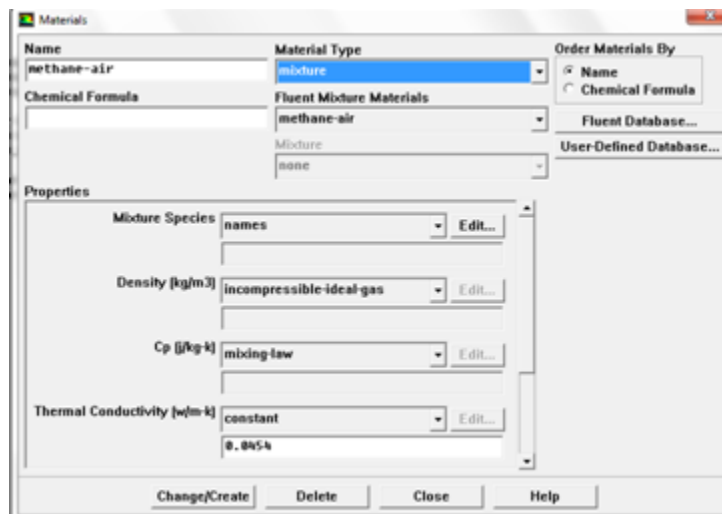 Materials
Name
methane-air
Material Type
mixture
Order Materials By
Name
Chemical Formula
Chemical Formula
Fluent Mixture Materials
methane-air
Fluent Database...
Mixture
none
User-Defined Database...
Properties
Mixture Species
names
Edit...
Density (kg/m3)
incompressible-ideal-gas
Edit...
Cp (j/kg-k)
mixing-law
Edit...
Thermal Conductivity (w/m-k)
constant
Edit...
0.0454
Change/Create
Delete
Close
Help